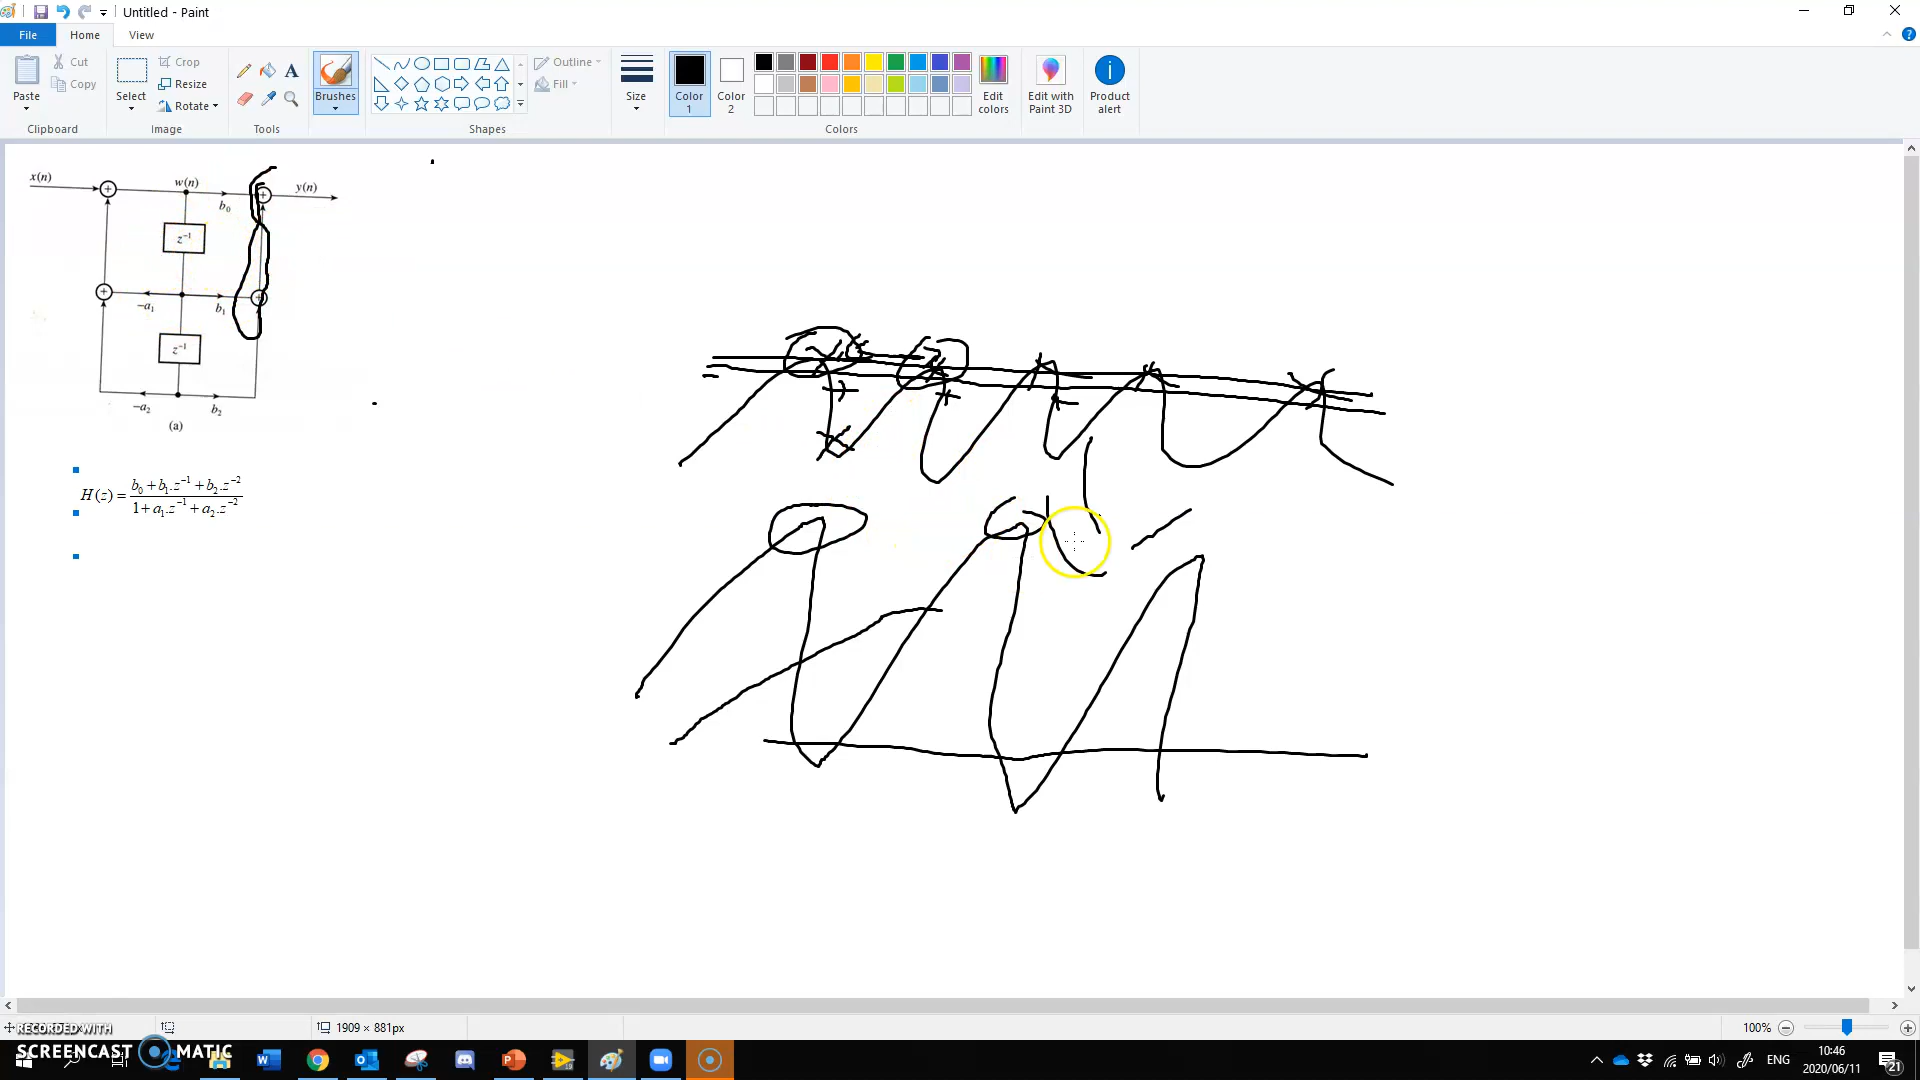 Untitled - Paint
File Home View
Paste
Cut
Copy
Clipboard
Select
Crop
Resize
Rotate
Image
Tools
Brushes
Outline
Fill
Shapes
Size
Color 1
Color 2
Edit colors
Colors
Edit with Paint 3D
Product alert
x(n) w(n) y(n)
b₀
z⁻¹
-a₁ b₁
z⁻¹
-a₂ b₂
(a)
H(z) = (b₀ + b₁.z⁻¹ + b₂.z⁻²) / (1 + a₁.z⁻¹ + a₂.z⁻²)
1909 × 881px
100%
RECORDED WITH
SCREENCAST MATIC
ENG
10:46
2020/06/11
21